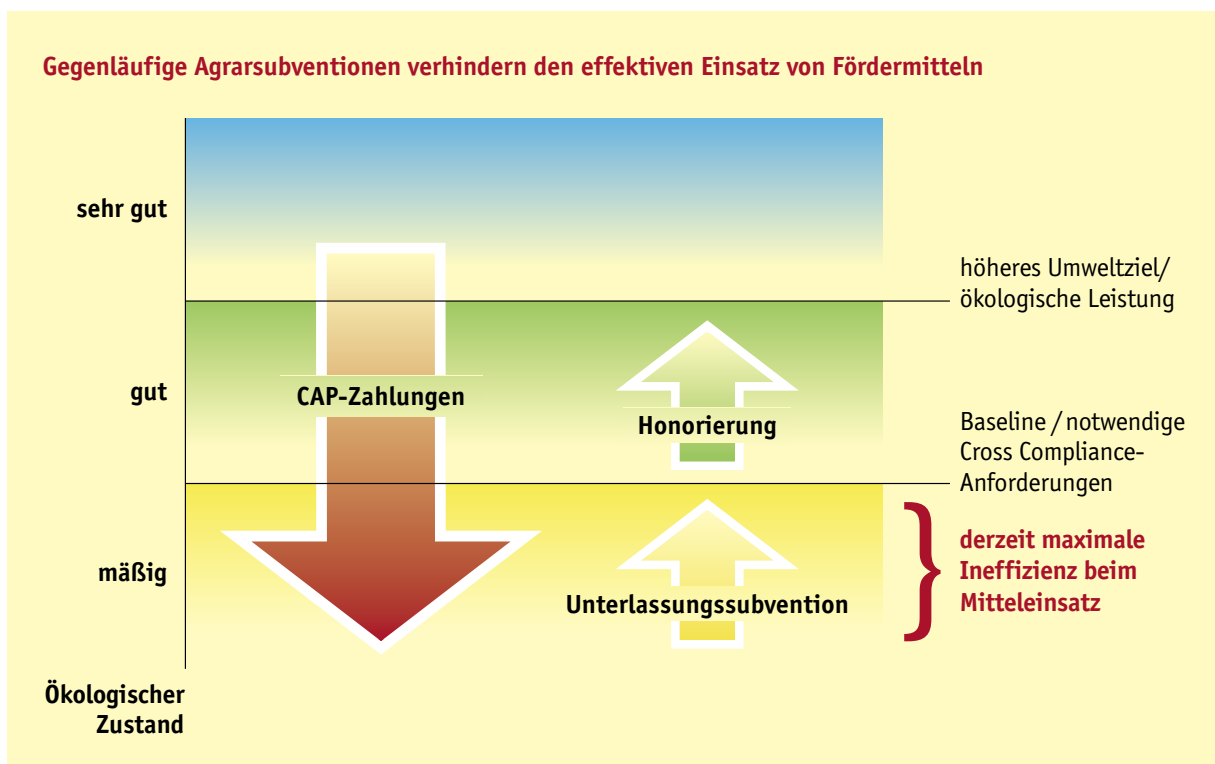 Gegenläufige Agrarsubventionen verhindern den effektiven Einsatz von Fördermitteln
sehr gut
höheres Umweltziel/
ökologische Leistung
gut
CAP-Zahlungen
Honorierung
Baseline / notwendige
Cross Compliance-
Anforderungen
mäßig
Unterlassungssubvention
derzeit maximale
Ineffizienz beim
Mitteleinsatz
Ökologischer
Zustand